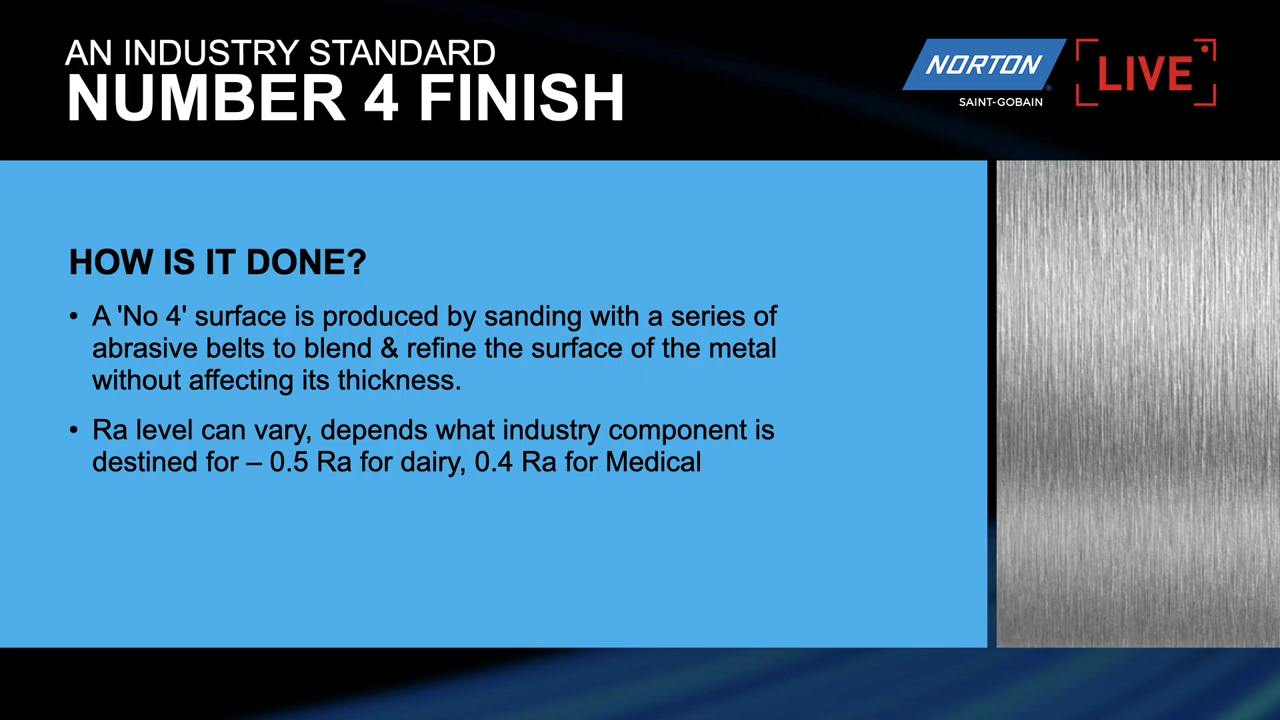 AN INDUSTRY STANDARD
NUMBER 4 FINISH
NORTON
SAINT-GOBAIN
LIVE
HOW IS IT DONE?
• A 'No 4' surface is produced by sanding with a series of
abrasive belts to blend & refine the surface of the metal
without affecting its thickness.
• Ra level can vary, depends what industry component is
destined for – 0.5 Ra for dairy, 0.4 Ra for Medical